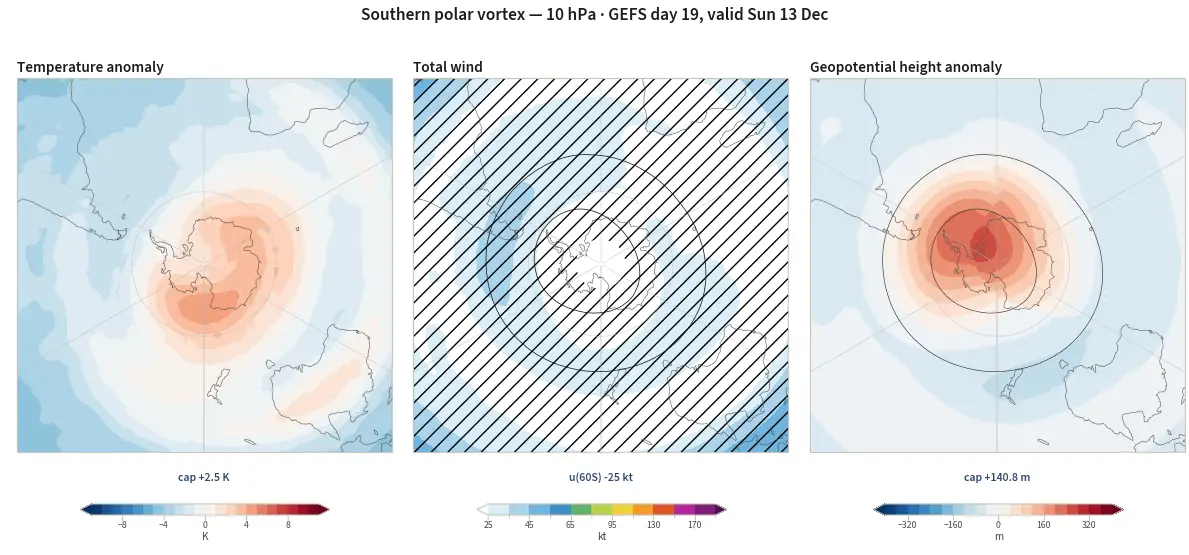 Southern polar vortex — 10 hPa · GEFS day 19, valid Sun 13 Dec
Temperature anomaly
Total wind
Geopotential height anomaly
cap +2.5 K
u(60S) -25 kt
cap +140.8 m
−8 −4 0 4 8
K
25 45 65 95 130 170
kt
−320 −160 0 160 320
m